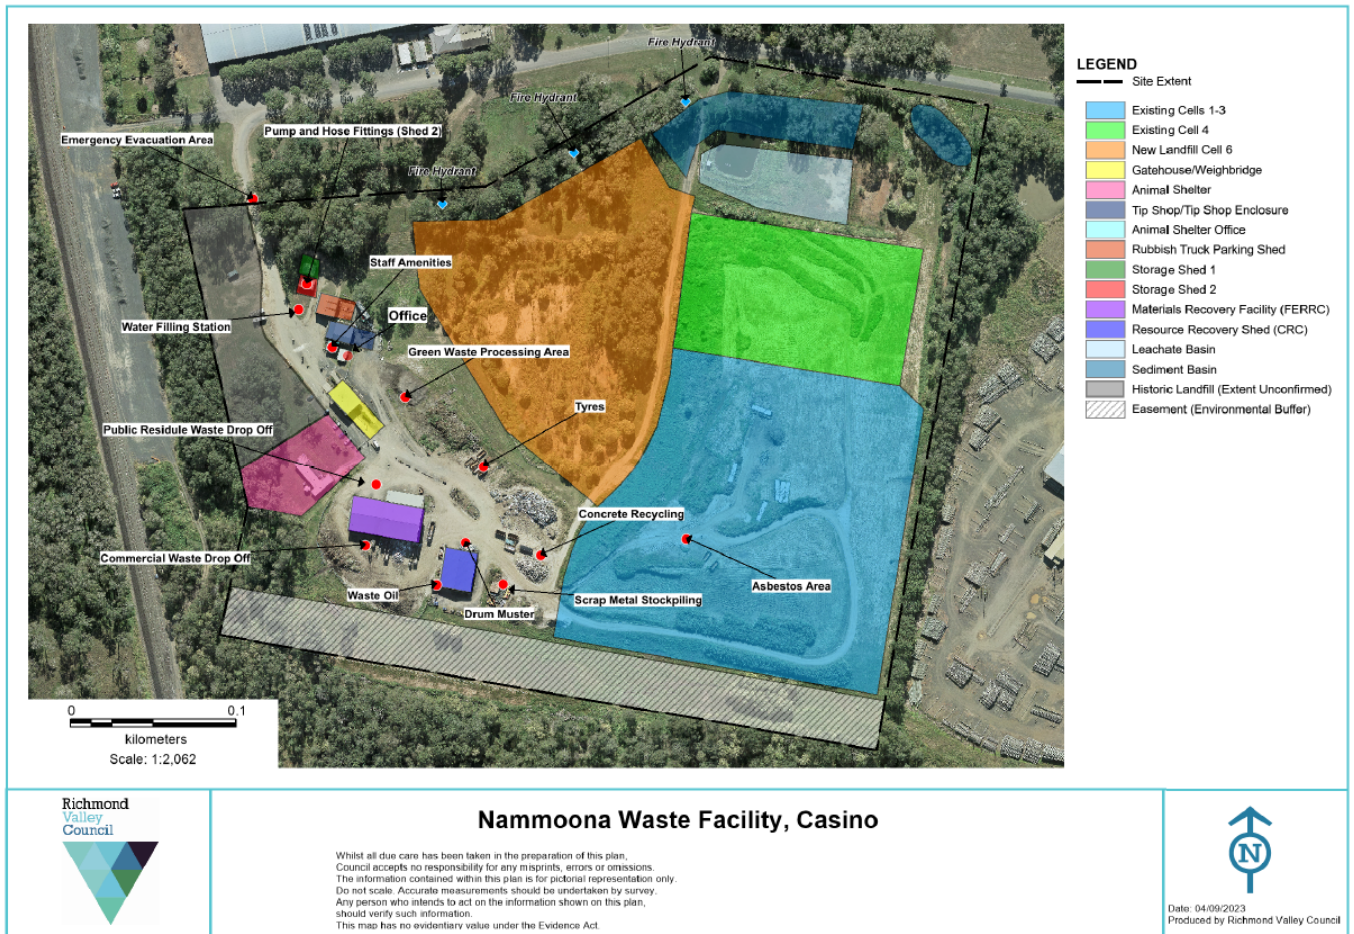 Fire Hydrant
Fire Hydrant
Fire Hydrant
Emergency Evacuation Area
Pump and Hose Fittings (Shed 2)
Staff Amenities
Office
Water Filling Station
Green Waste Processing Area
Tyres
Public Residule Waste Drop Off
Concrete Recycling
Commercial Waste Drop Off
Asbestos Area
Waste Oil
Drum Muster
Scrap Metal Stockpiling
0 0.1
kilometers
Scale: 1:2,062
LEGEND
Site Extent
Existing Cells 1-3
Existing Cell 4
New Landfill Cell 6
Gatehouse/Weighbridge
Animal Shelter
Tip Shop/Tip Shop Enclosure
Animal Shelter Office
Rubbish Truck Parking Shed
Storage Shed 1
Storage Shed 2
Materials Recovery Facility (FERRC)
Resource Recovery Shed (CRC)
Leachate Basin
Sediment Basin
Historic Landfill (Extent Unconfirmed)
Easement (Environmental Buffer)
Richmond
Valley
Council
Nammoona Waste Facility, Casino
Whilst all due care has been taken in the preparation of this plan,
Council accepts no responsibility for any misprints, errors or omissions.
The information contained within this plan is for pictorial representation only.
Do not scale. Accurate measurements should be undertaken by survey.
Any person who intends to act on the information shown on this plan,
should verify such information.
This map has no evidentiary value under the Evidence Act.
N
Date: 04/09/2023
Produced by Richmond Valley Council